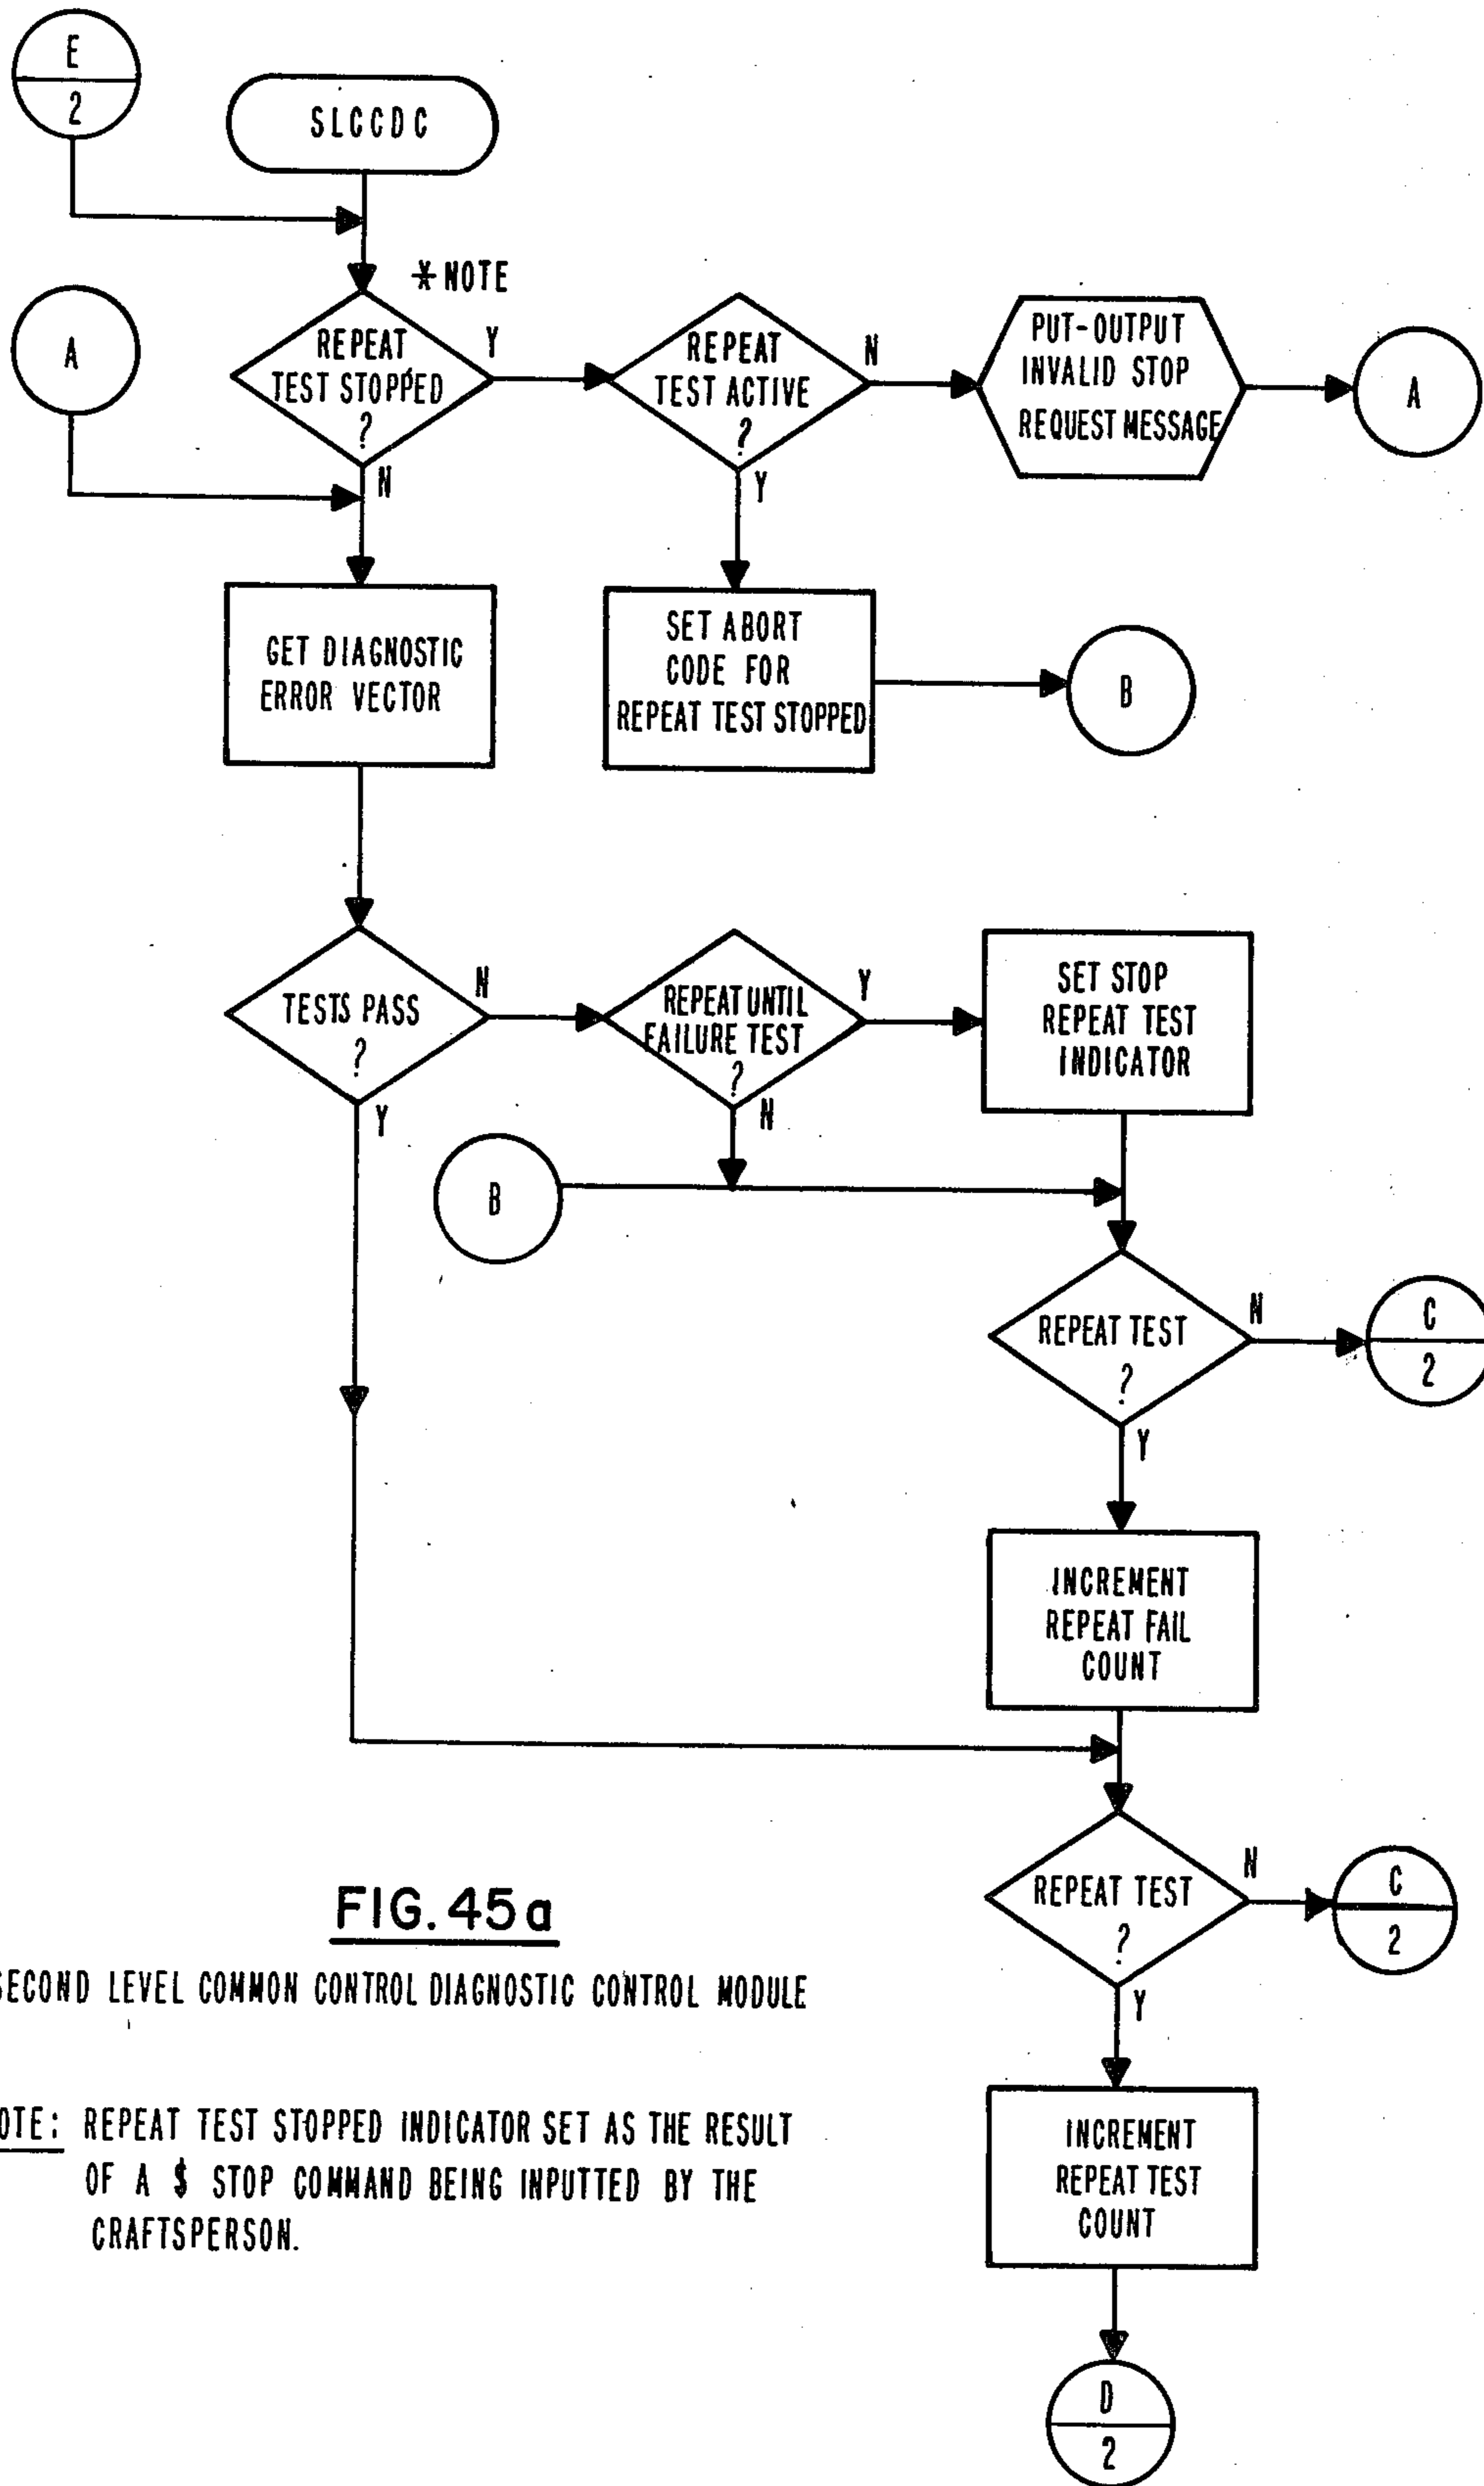 E
2
SLCCDC
* NOTE
A
REPEAT
TEST STOPPED
?
Y
N
REPEAT
TEST ACTIVE
?
N
Y
PUT-OUTPUT
INVALID STOP
REQUEST MESSAGE
A
GET DIAGNOSTIC
ERROR VECTOR
SET ABORT
CODE FOR
REPEAT TEST STOPPED
B
TESTS PASS
?
N
Y
REPEAT UNTIL
FAILURE TEST
?
Y
N
SET STOP
REPEAT TEST
INDICATOR
B
REPEAT TEST
?
N
Y
C
2
INCREMENT
REPEAT FAIL
COUNT
REPEAT TEST
?
N
Y
C
2
INCREMENT
REPEAT TEST
COUNT
D
2
FIG. 45a
SECOND LEVEL COMMON CONTROL DIAGNOSTIC CONTROL MODULE
OTE: REPEAT TEST STOPPED INDICATOR SET AS THE RESULT
OF A $ STOP COMMAND BEING INPUTTED BY THE
CRAFTSPERSON.